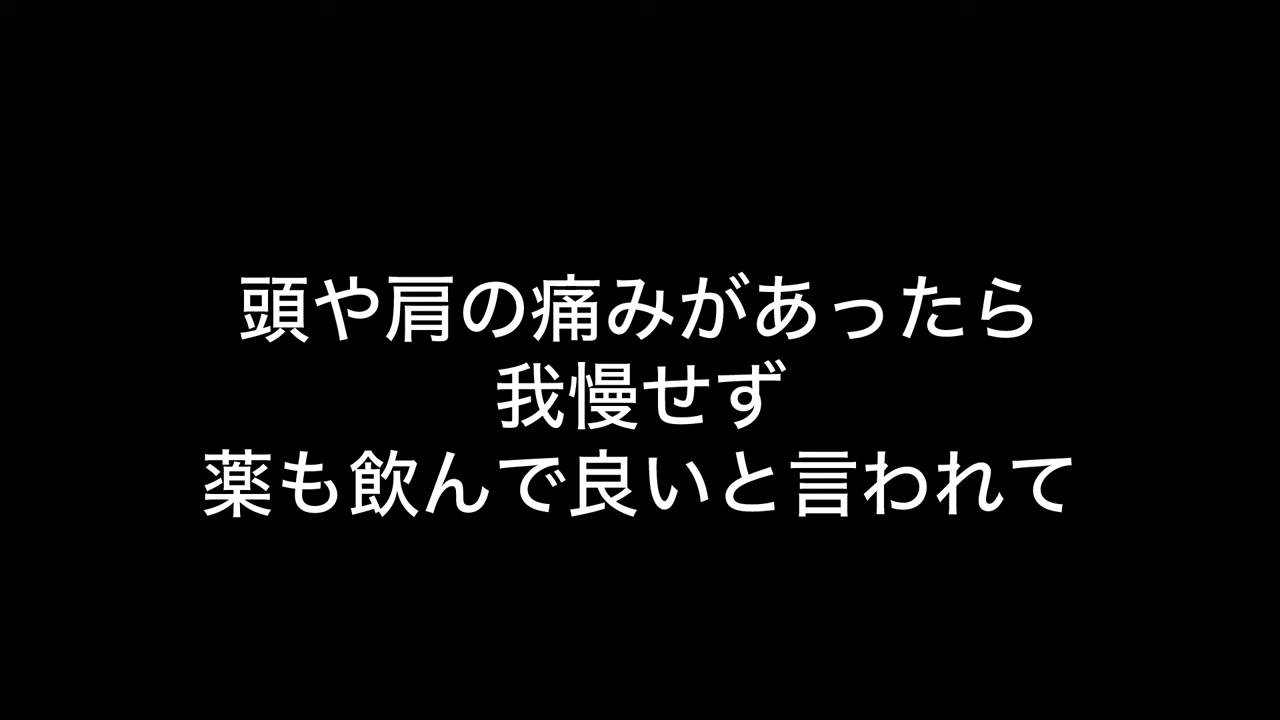 頭や肩の痛みがあったら
我慢せず
薬も飲んで良いと言われて